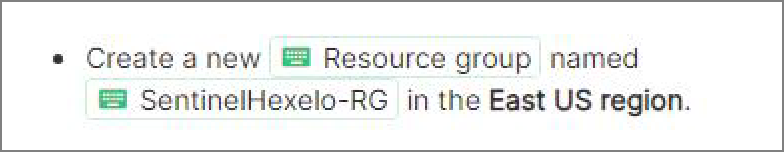 • Create a new Resource group named
SentinelHexelo-RG in the East US region.